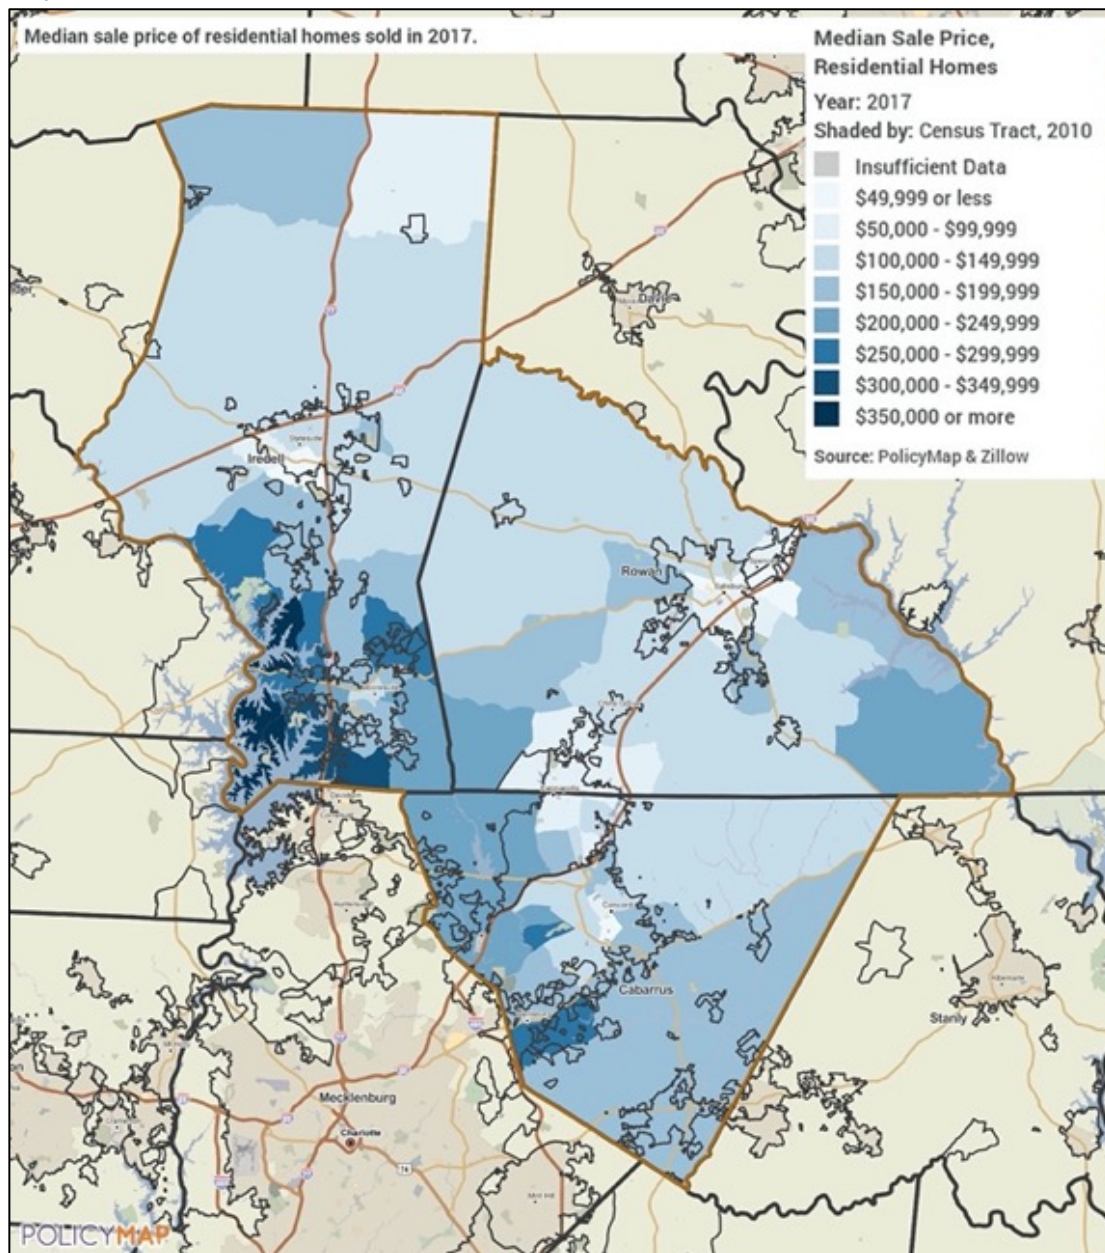 Median sale price of residential homes sold in 2017.
Median Sale Price,
Residential Homes
Year: 2017
Shaded by: Census Tract, 2010
Insufficient Data
$49,999 or less
$50,000 - $99,999
$100,000 - $149,999
$150,000 - $199,999
$200,000 - $249,999
$250,000 - $299,999
$300,000 - $349,999
$350,000 or more
Source: PolicyMap & Zillow
Davie
Statesville
Iredell
Rowan
Concord
Cabarrus
Stanly
Mecklenburg
Charlotte
Mint Hill
POLICYMAP